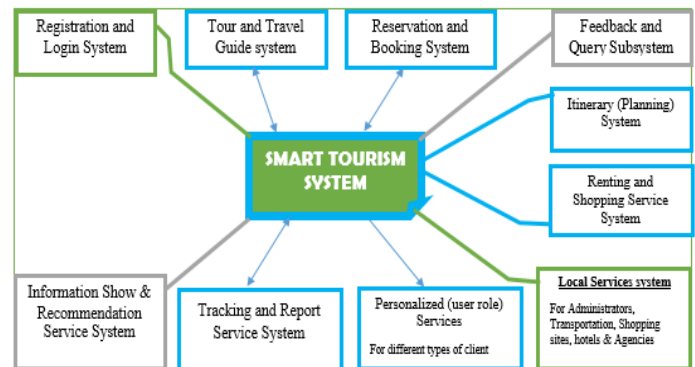 Registration and
Login System
Tour and Travel
Guide system
Reservation and
Booking System
Feedback and
Query Subsystem
Itinerary (Planning)
System
SMART TOURISM
SYSTEM
Renting and
Shopping Service
System
Information Show &
Recommendation
Service System
Tracking and Report
Service System
Personalized (user role)
Services
For different types of client
Local Services system
For Administrators,
Transportation, Shopping
sites, hotels & Agencies